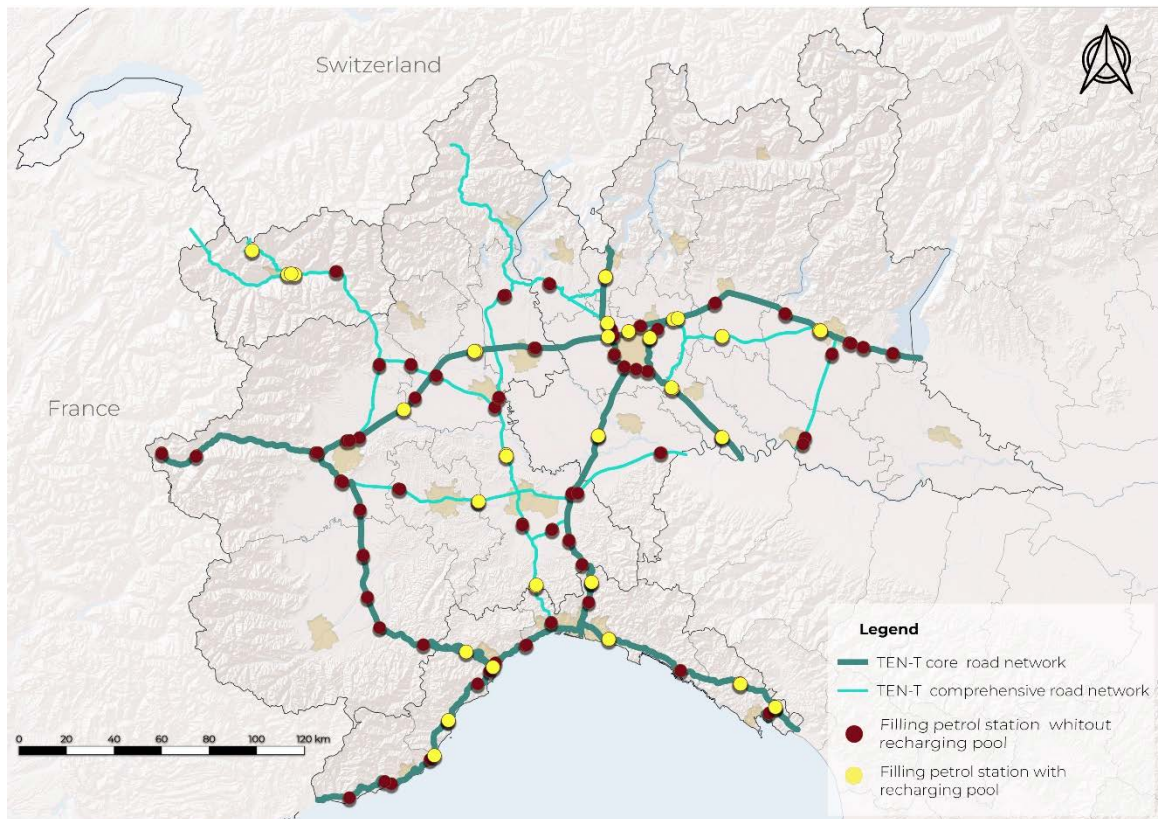 Switzerland
France
Legend
TEN-T core road network
TEN-T comprehensive road network
Filling petrol station whitout
recharging pool
Filling petrol station with
recharging pool
0 20 40 60 80 100 120 km